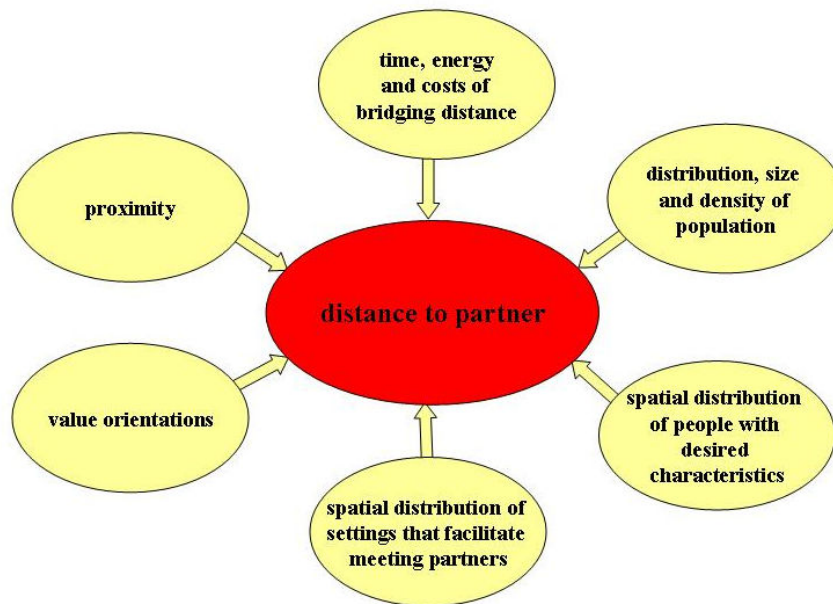 time, energy
and costs of
bridging distance
proximity
distribution, size
and density of
population
distance to partner
value orientations
spatial distribution
of people with
desired
characteristics
spatial distribution of
settings that facilitate
meeting partners